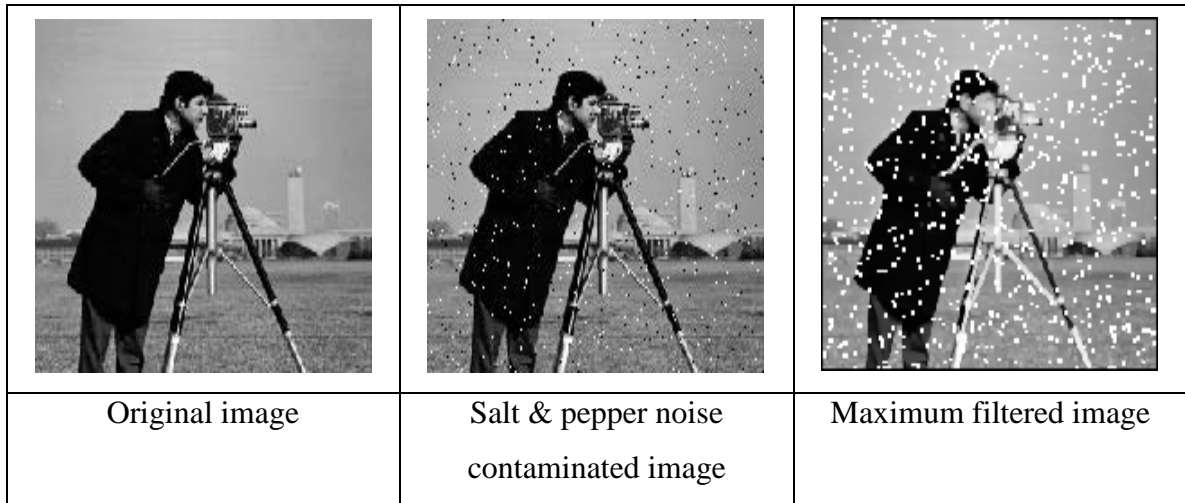 Original image
Salt & pepper noise
contaminated image
Maximum filtered image